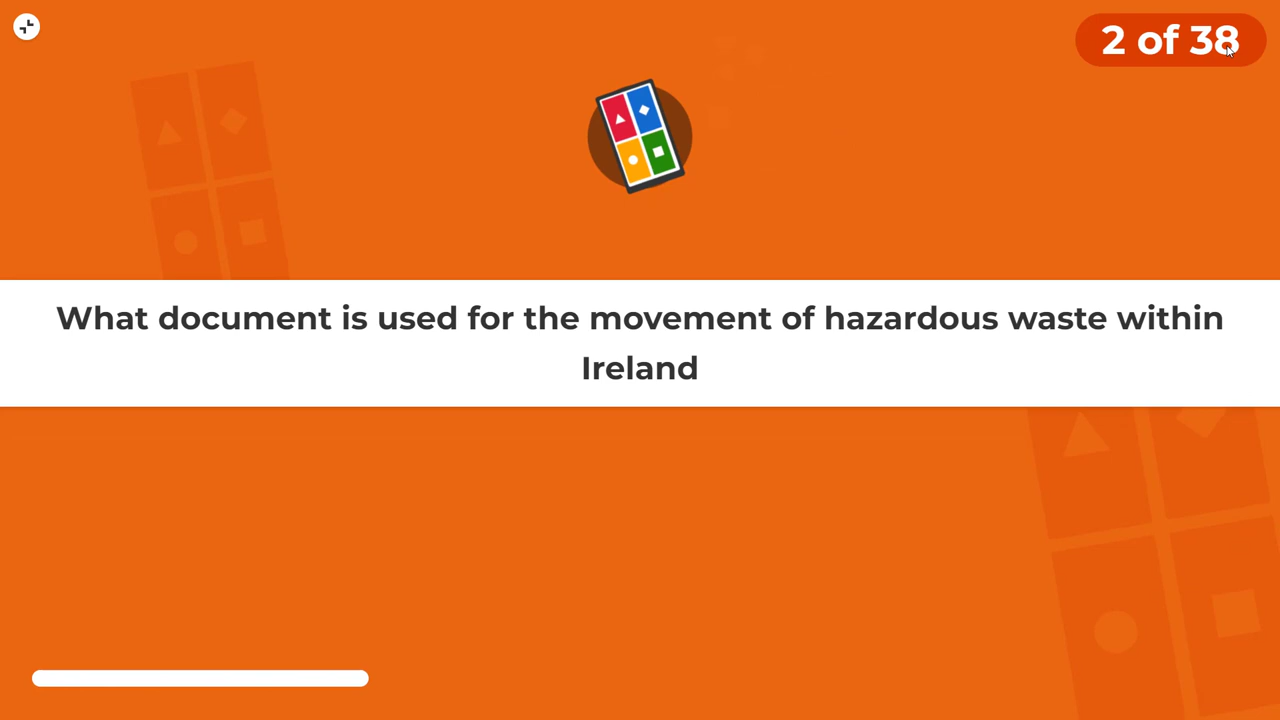 2 of 38
What document is used for the movement of hazardous waste within
Ireland